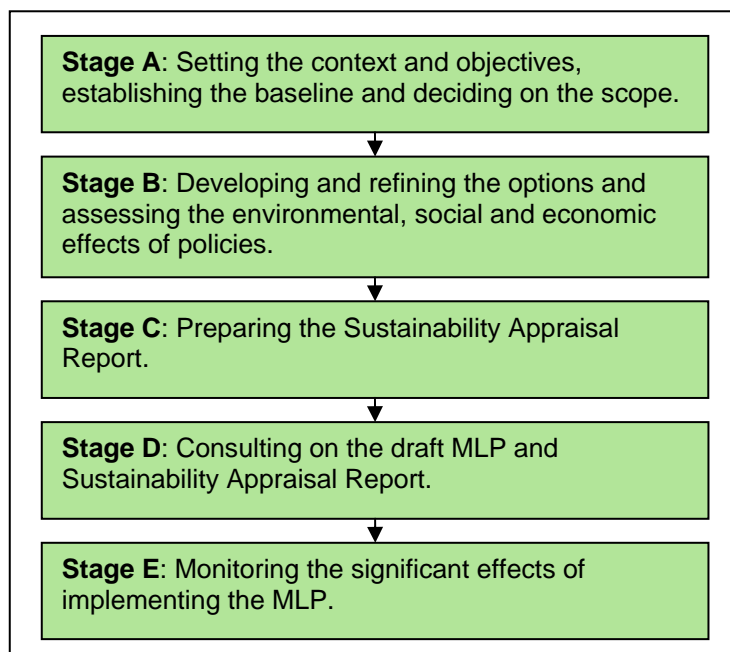 Stage A: Setting the context and objectives,
establishing the baseline and deciding on the scope.
Stage B: Developing and refining the options and
assessing the environmental, social and economic
effects of policies.
Stage C: Preparing the Sustainability Appraisal
Report.
Stage D: Consulting on the draft MLP and
Sustainability Appraisal Report.
Stage E: Monitoring the significant effects of
implementing the MLP.